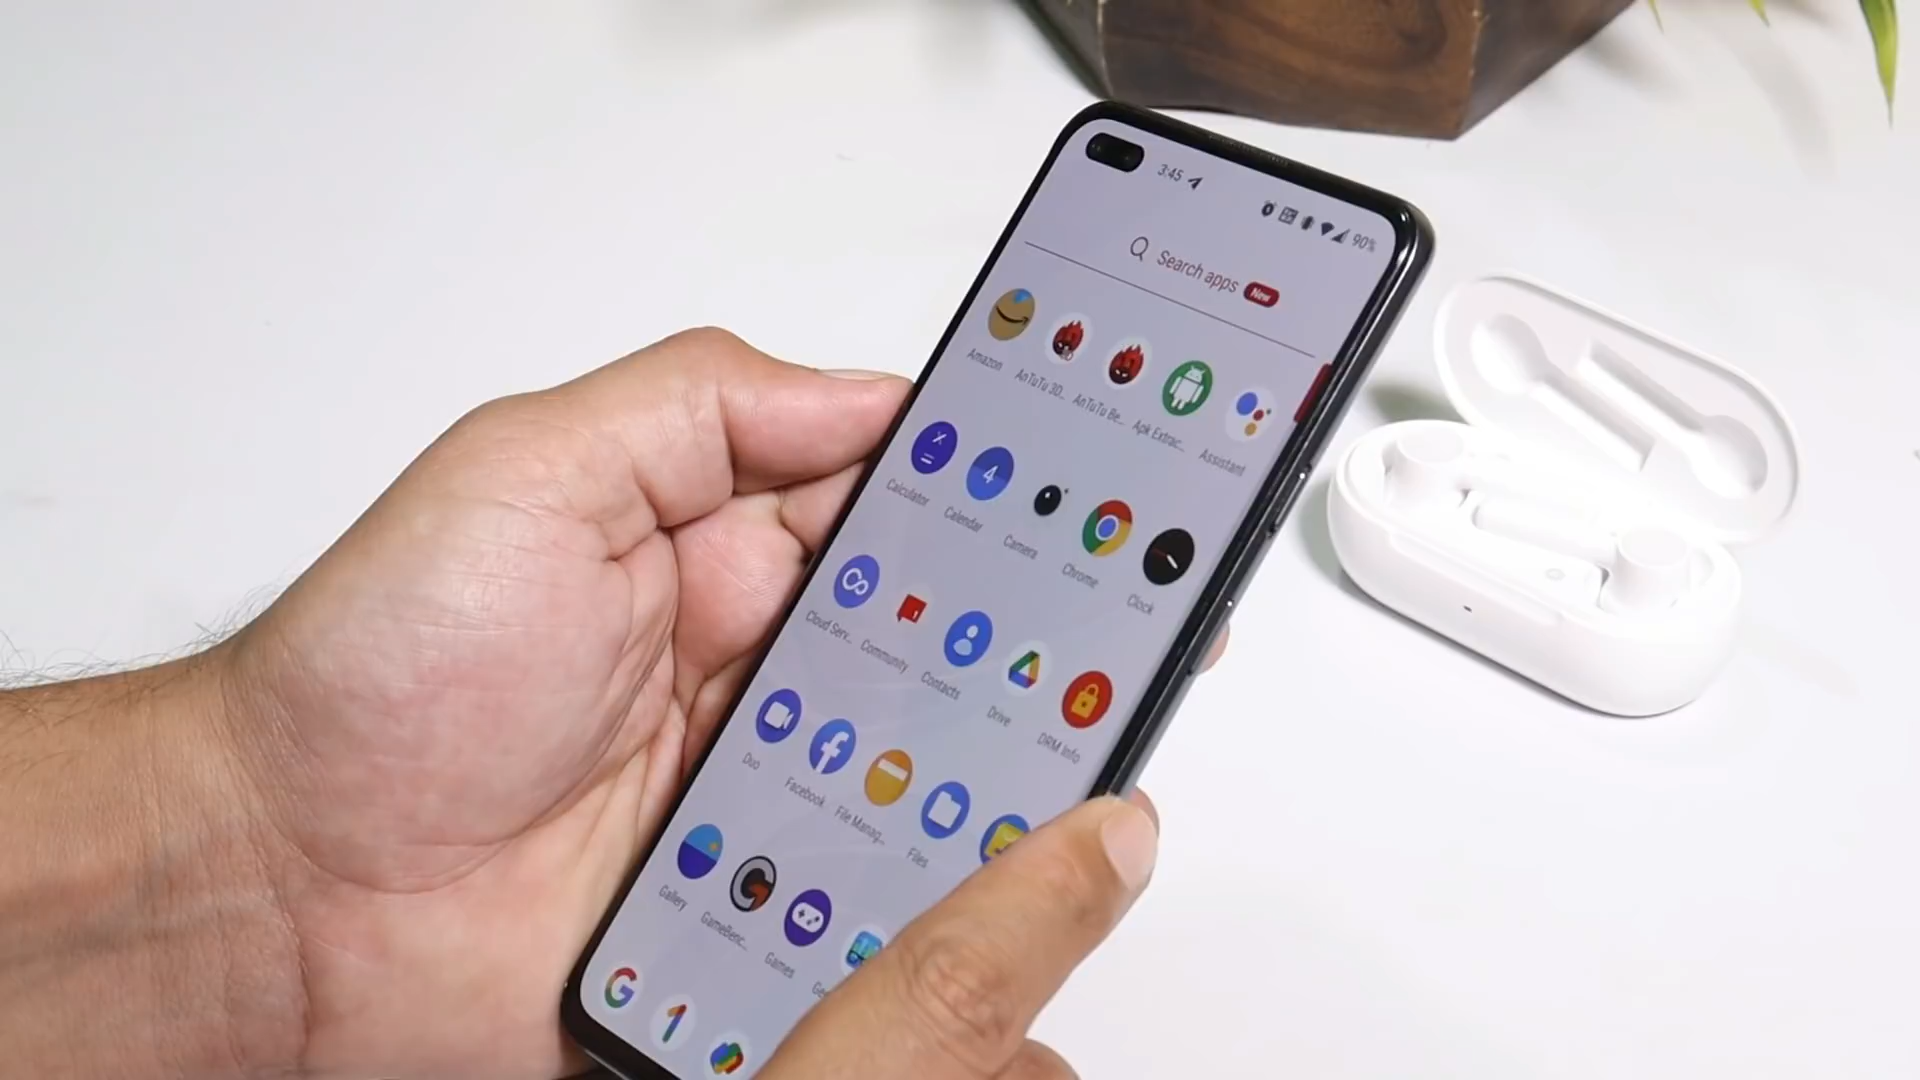 3:45
90%
Search apps New
Amazon AnTuTu 3D... AnTuTu Be... Apk Extrac... Assistant
4
Calculator Calendar Camera Chrome Clock
Cloud Serv... Community Contacts Drive DRM Info
Duo Facebook File Manag... Files
Gallery GameBenc... Games